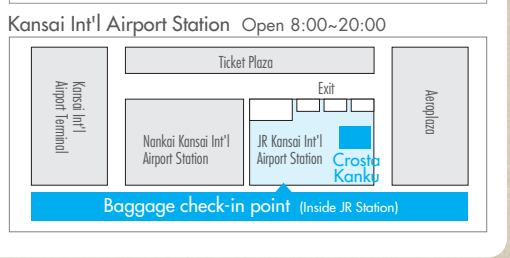 Kansai Int'l Airport Station Open 8:00~20:00
Ticket Plaza
Exit
Kansai Int'l
Airport Terminal
Nankai Kansai Int'l
Airport Station
JR Kansai Int'l
Airport Station
Crosta
Kanku
Aeroplaza
Baggage check-in point (Inside JR Station)